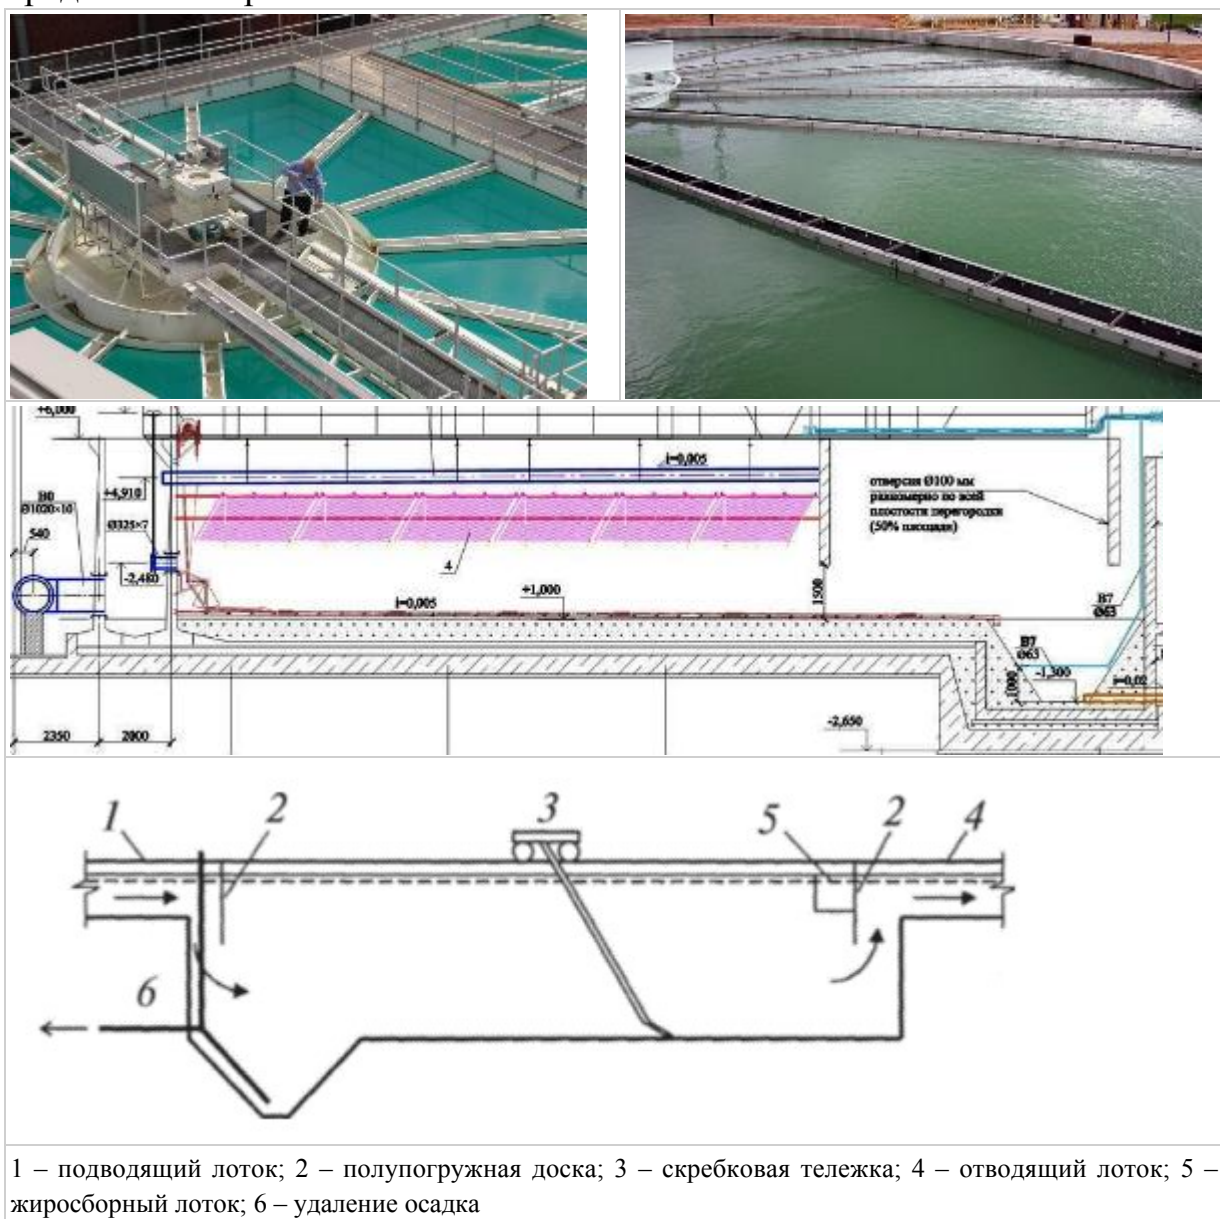 +6,000
i=0,005
+4,910
В0
Ø1020×10
Ø325×7
540
отверсия Ø100 мм
равномерно по всей
плостости перегородки
(50% площади)
4
-2,480
i=0,005
+1,000
1500
В7
Ø63
В7
Ø63
-1,300
1000
i=0,02
2350
2800
-2,650
1
2
3
5
2
4
6
1 – подводящий лоток; 2 – полупогружная доска; 3 – скребковая тележка; 4 – отводящий лоток; 5 –
жиросборный лоток; 6 – удаление осадка